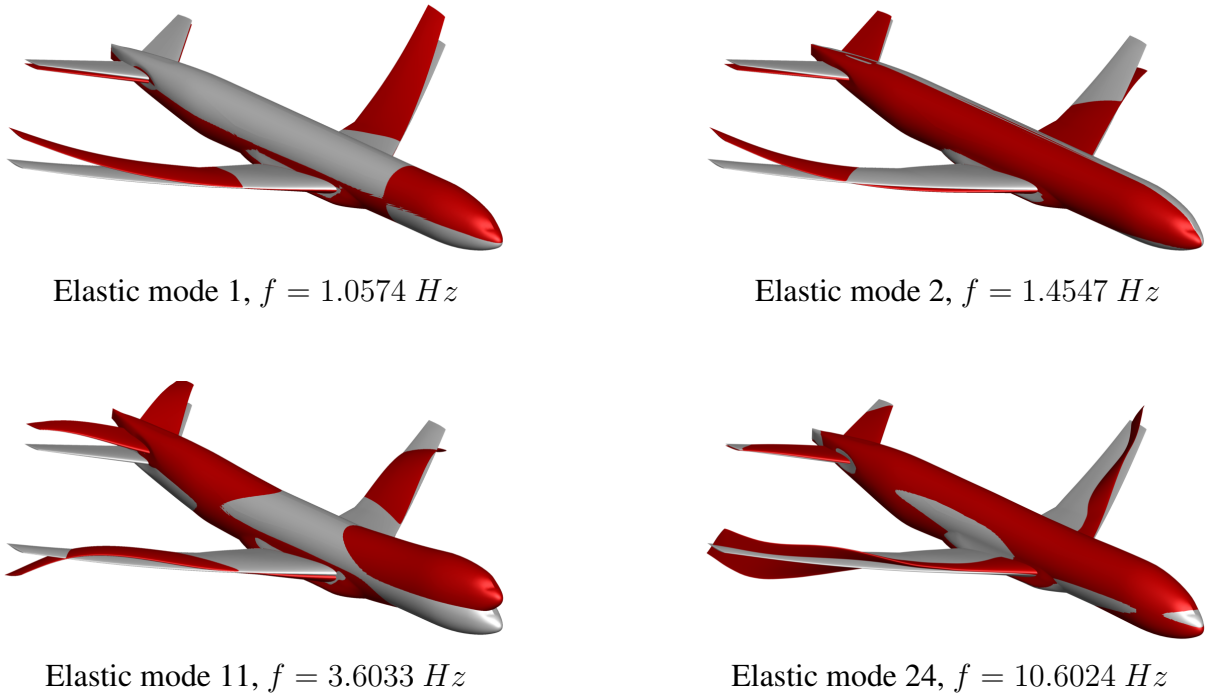 Elastic mode 1, f = 1.0574 Hz
Elastic mode 2, f = 1.4547 Hz
Elastic mode 11, f = 3.6033 Hz
Elastic mode 24, f = 10.6024 Hz